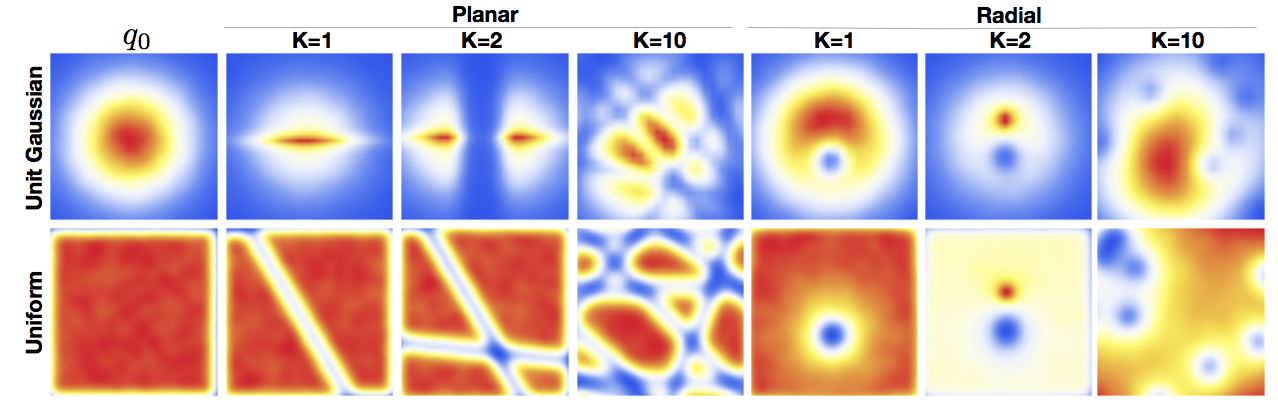 Planar Radial
q0 K=1 K=2 K=10 K=1 K=2 K=10
Unit Gaussian
Uniform